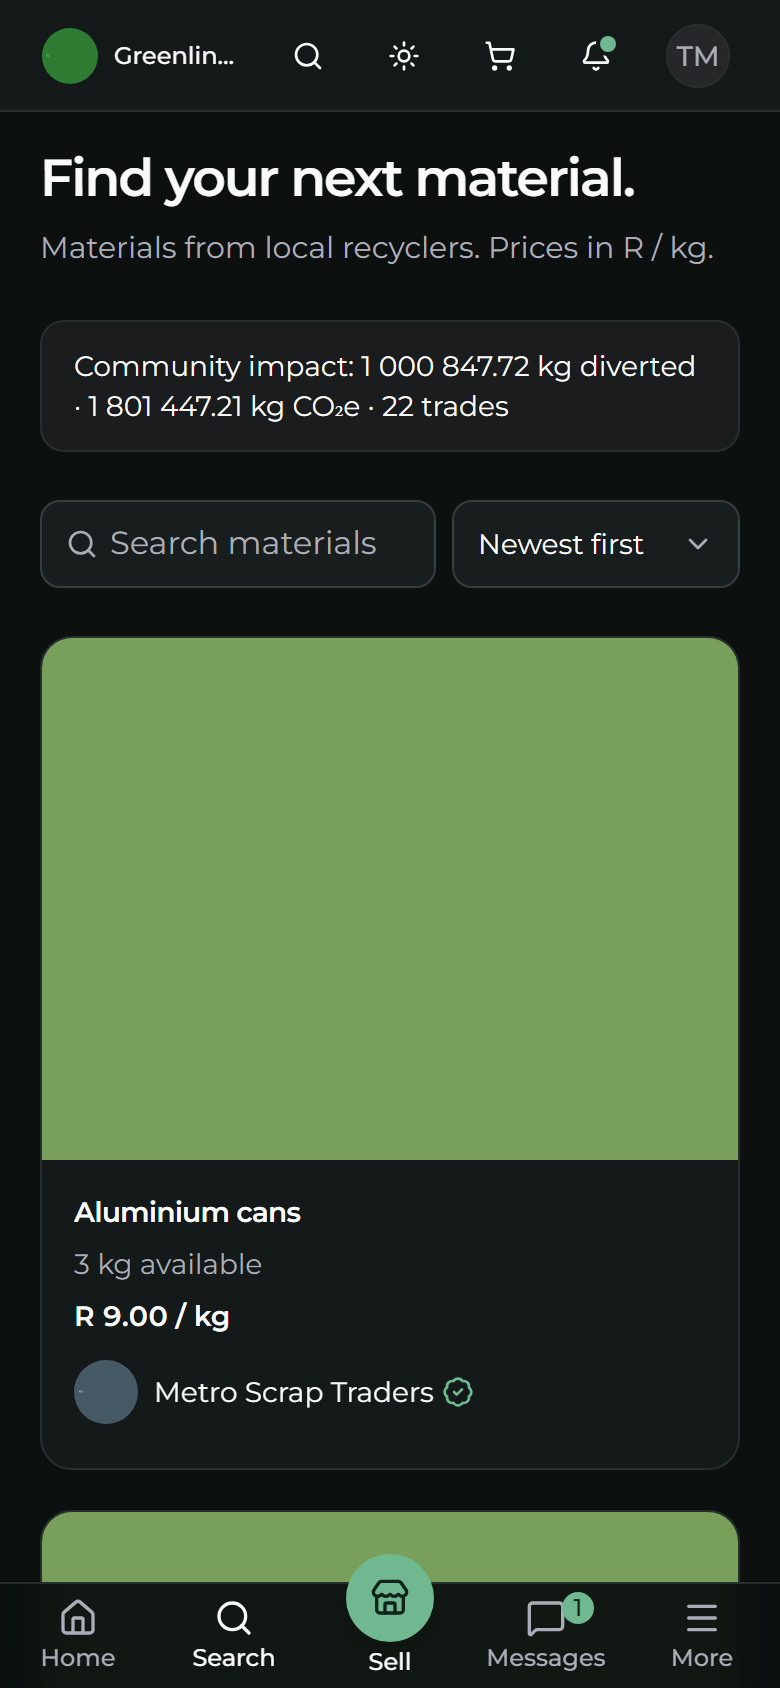 Greenlin...
TM
Find your next material.
Materials from local recyclers. Prices in R / kg.
Community impact: 1 000 847.72 kg diverted
· 1 801 447.21 kg CO₂e · 22 trades
Search materials
Newest first
Aluminium cans
3 kg available
R 9.00 / kg
Metro Scrap Traders
1
Home
Search
Sell
Messages
More